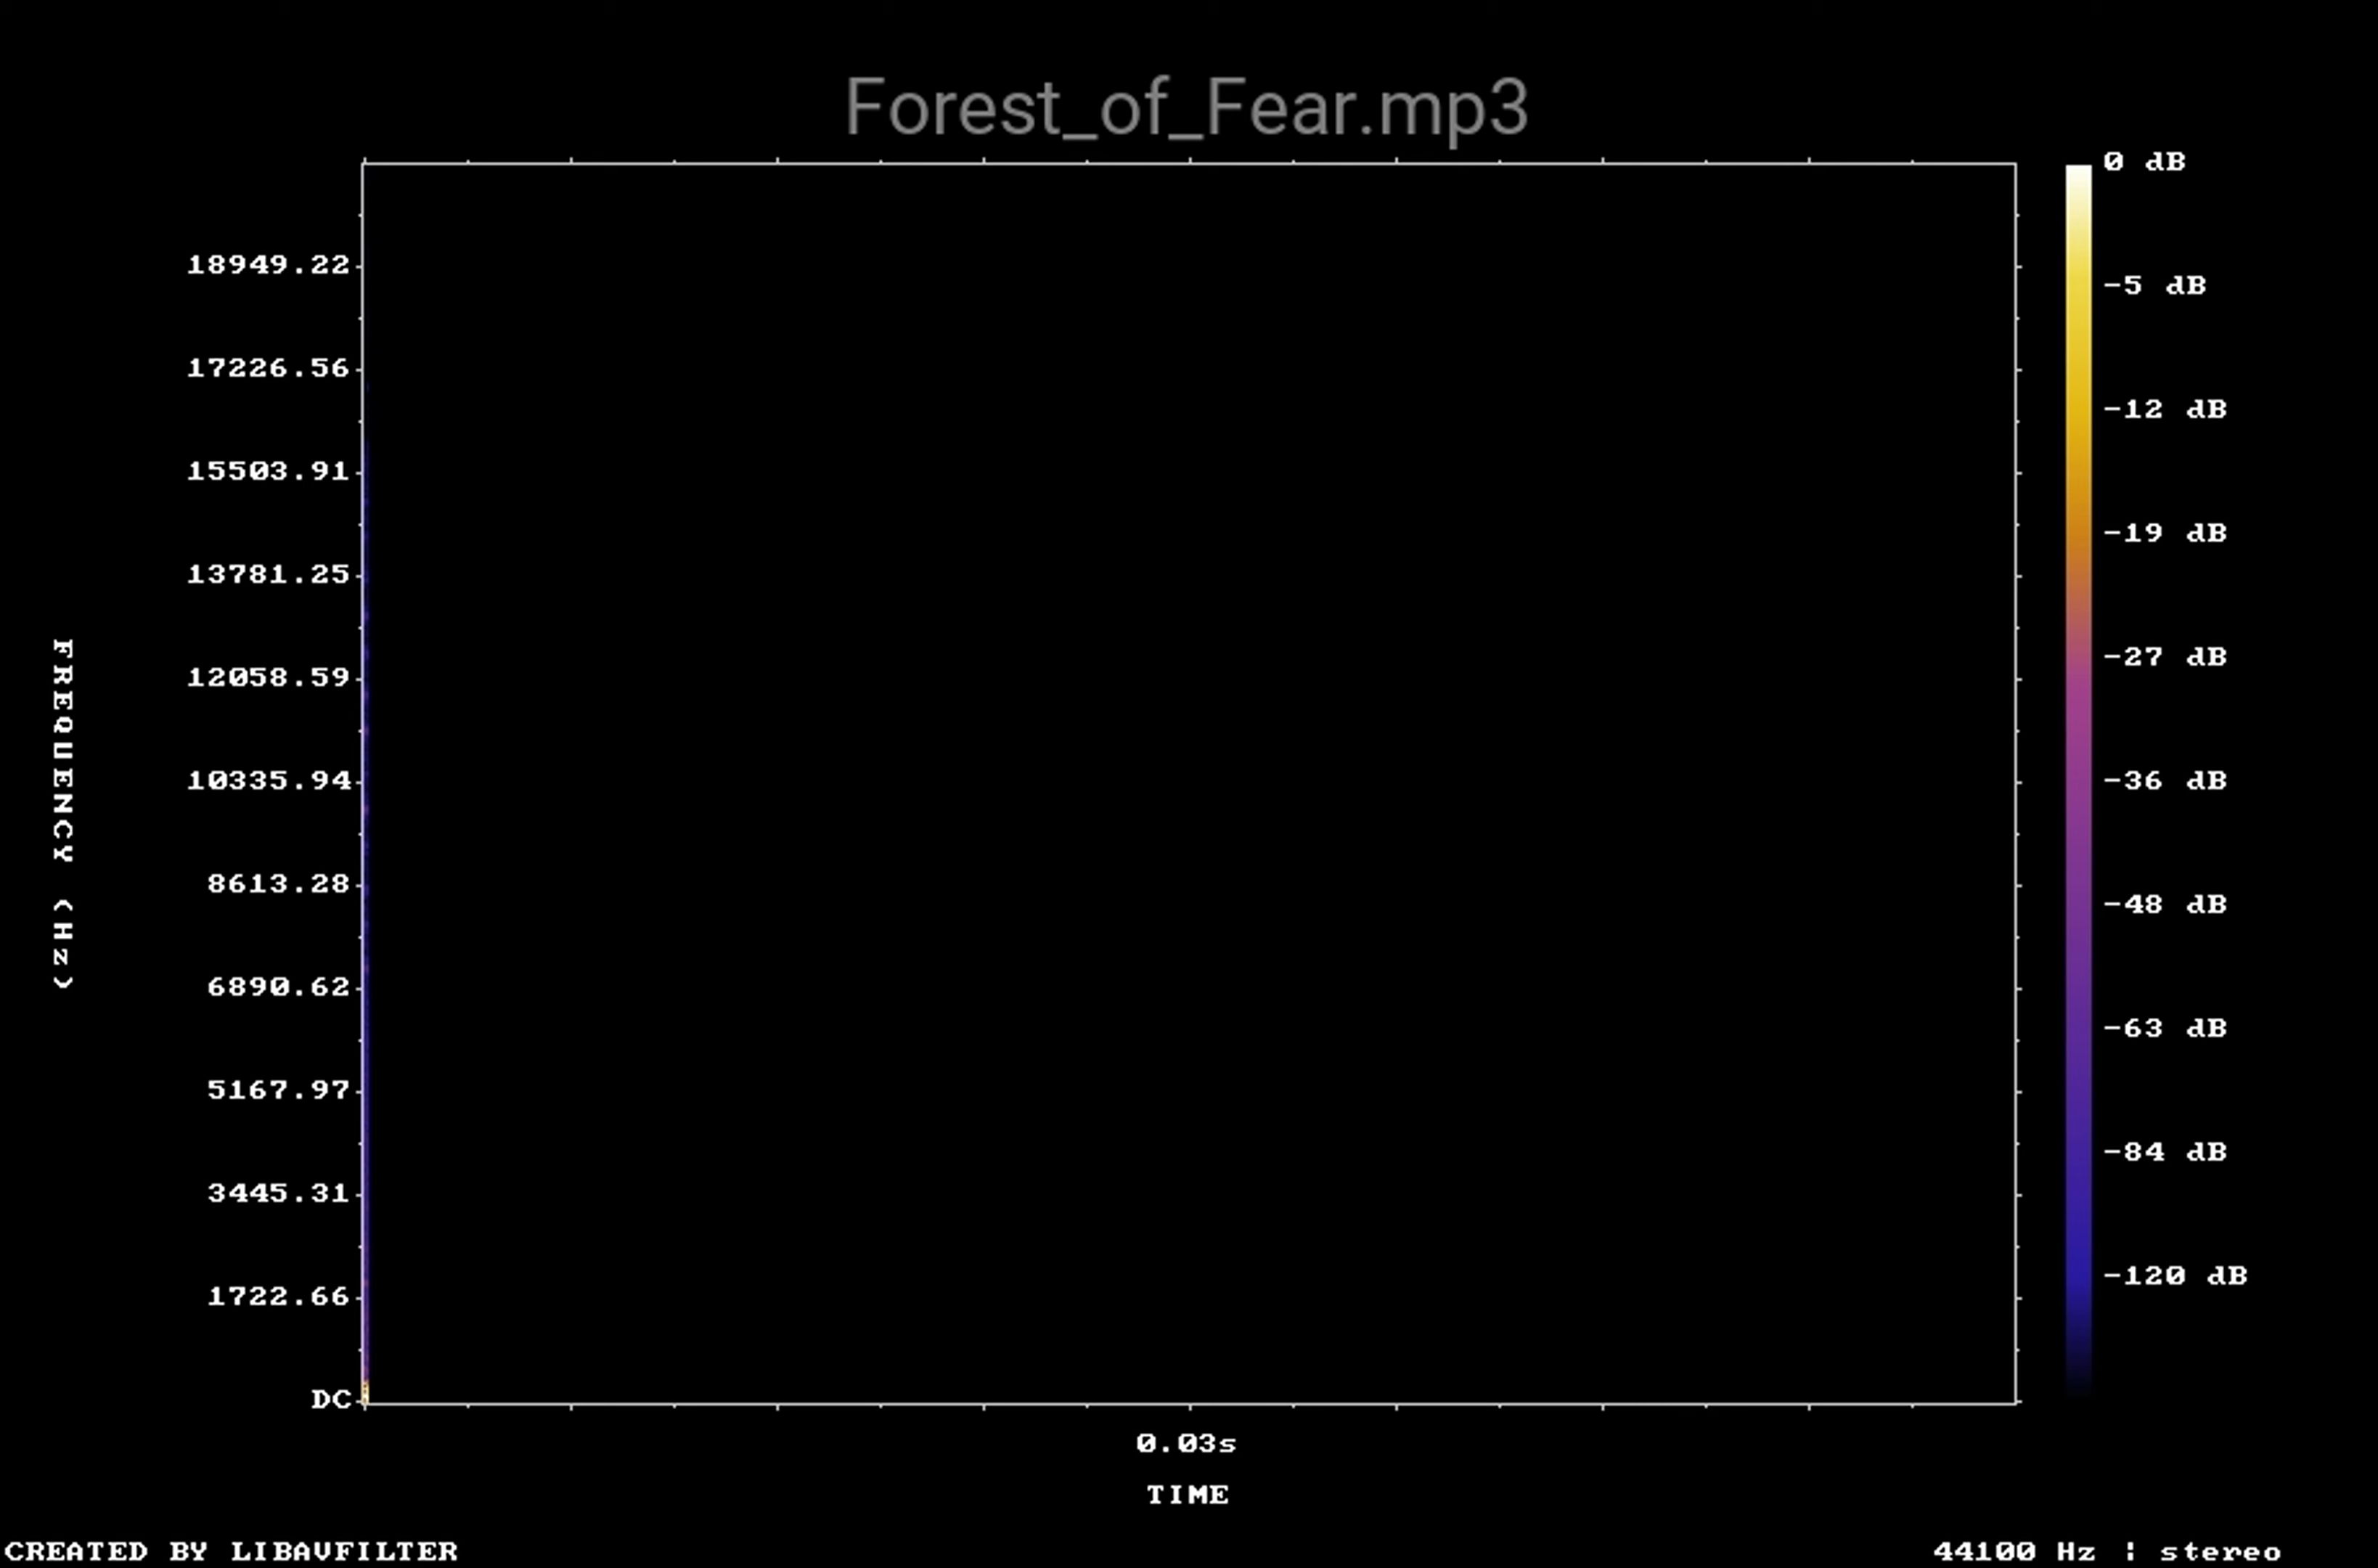 Forest_of_Fear.mp3
0 dB
18949.22
-5 dB
17226.56
-12 dB
15503.91
-19 dB
13781.25
-27 dB
12058.59
-36 dB
10335.94
-48 dB
8613.28
-63 dB
6890.62
-84 dB
5167.97
-120 dB
3445.31
1722.66
DC
FREQUENCY (Hz)
0.03s
TIME
CREATED BY LIBAVFILTER
44100 Hz | stereo